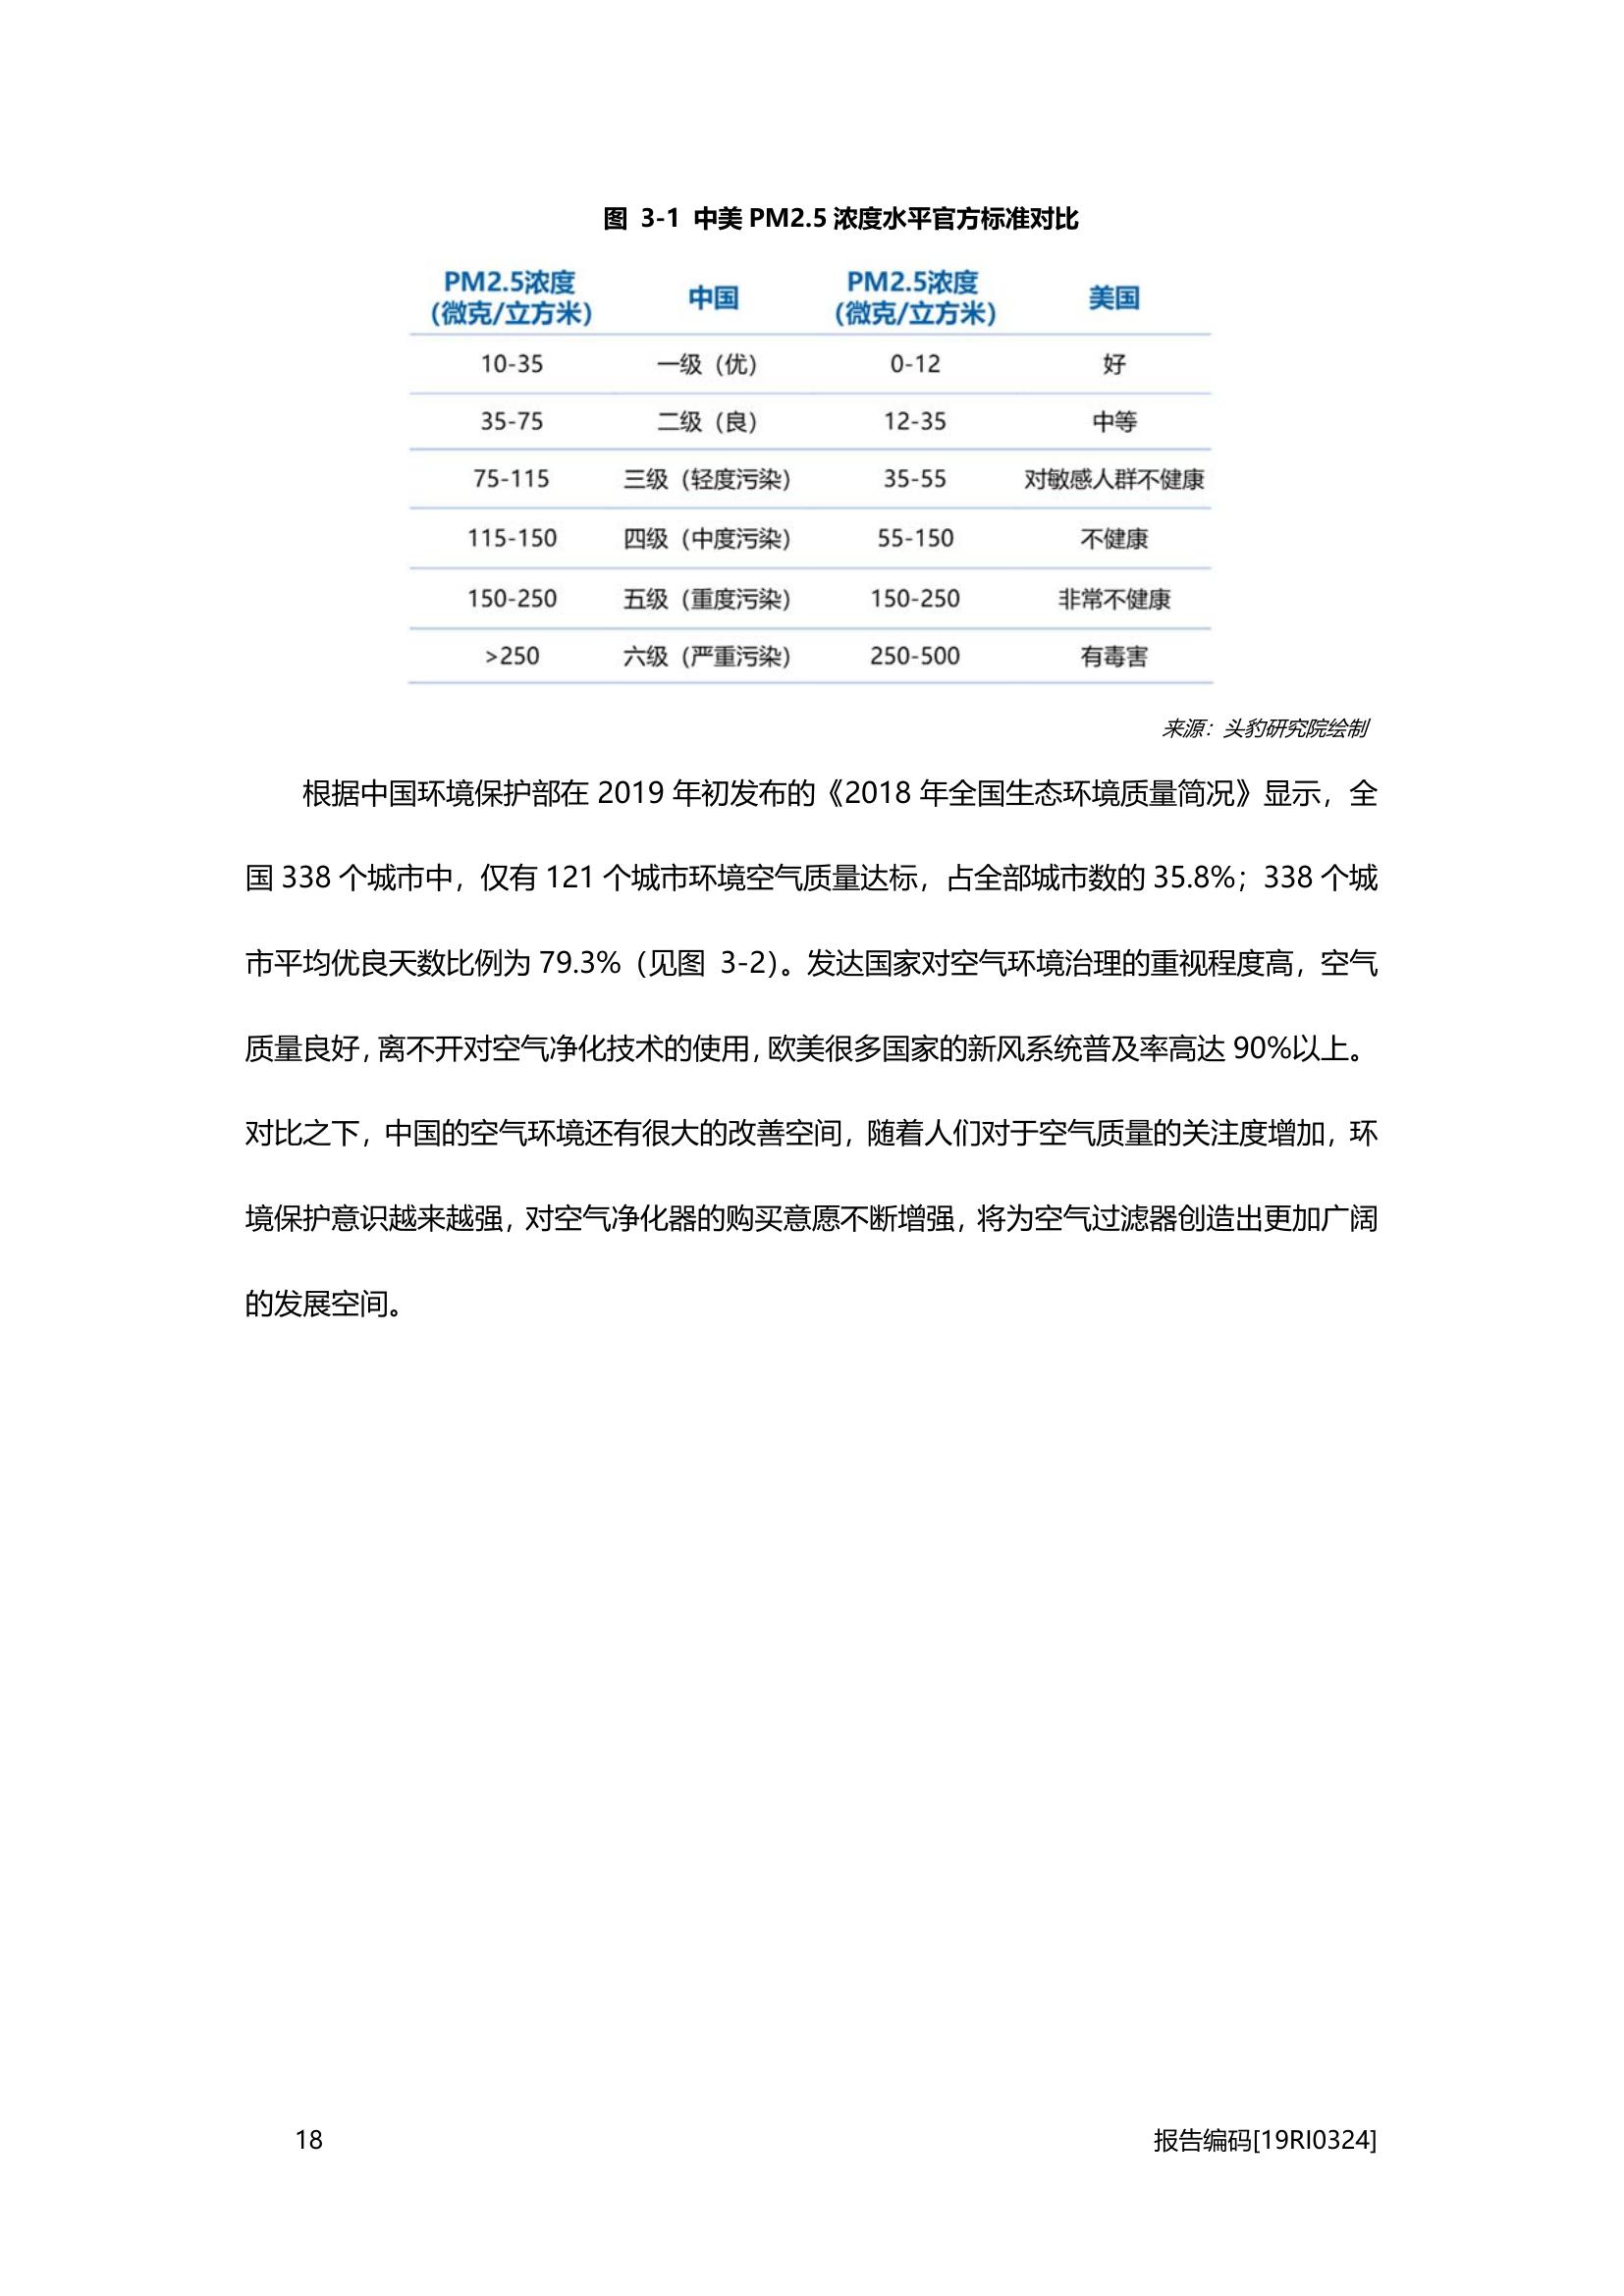 图 3-1 中美 PM2.5 浓度水平官方标准对比
PM2.5浓度（微克/立方米） 中国 PM2.5浓度（微克/立方米） 美国
10-35 一级（优） 0-12 好
35-75 二级（良） 12-35 中等
75-115 三级（轻度污染） 35-55 对敏感人群不健康
115-150 四级（中度污染） 55-150 不健康
150-250 五级（重度污染） 150-250 非常不健康
>250 六级（严重污染） 250-500 有毒害
来源：头豹研究院绘制
根据中国环境保护部在 2019 年初发布的《2018 年全国生态环境质量简况》显示，全
国 338 个城市中，仅有 121 个城市环境空气质量达标，占全部城市数的 35.8%；338 个城
市平均优良天数比例为 79.3%（见图 3-2）。发达国家对空气环境治理的重视程度高，空气
质量良好，离不开对空气净化技术的使用，欧美很多国家的新风系统普及率高达 90%以上。
对比之下，中国的空气环境还有很大的改善空间，随着人们对于空气质量的关注度增加，环
境保护意识越来越强，对空气净化器的购买意愿不断增强，将为空气过滤器创造出更加广阔
的发展空间。
18 报告编码[19RI0324]